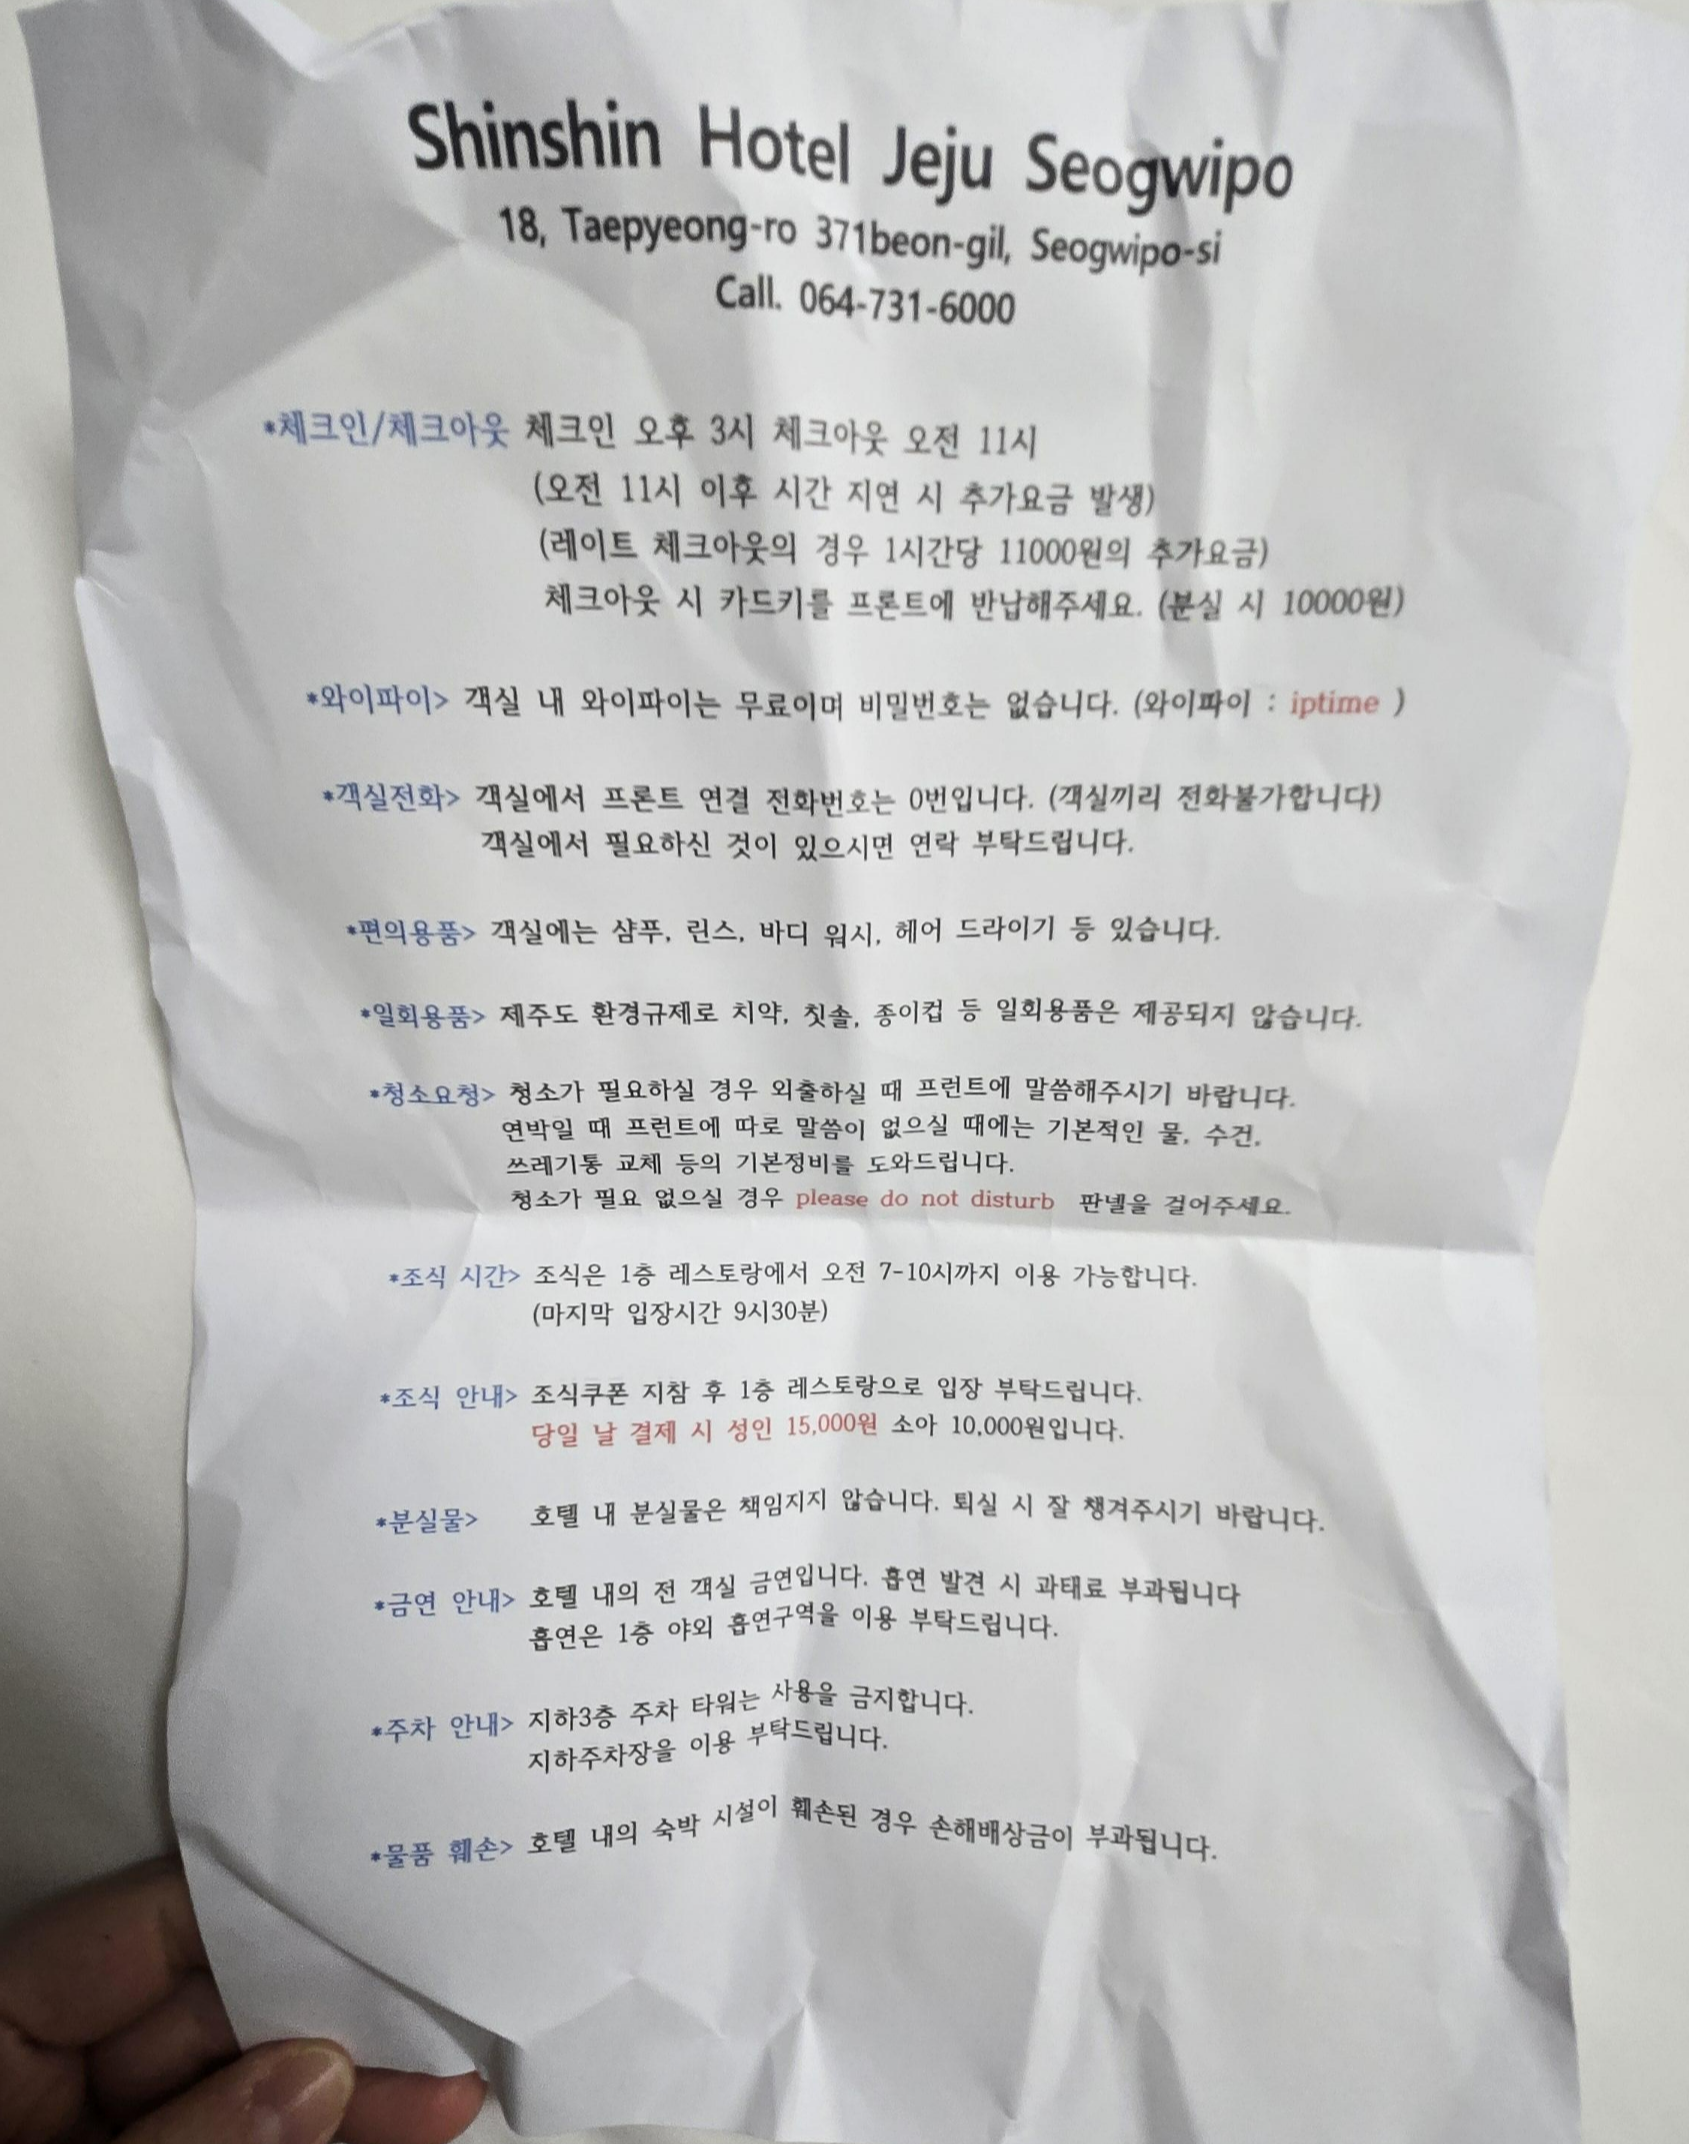 Shinshin Hotel Jeju Seogwipo
18, Taepyeong-ro 371beon-gil, Seogwipo-si
Call. 064-731-6000
*체크인/체크아웃 체크인 오후 3시 체크아웃 오전 11시
(오전 11시 이후 시간 지연 시 추가요금 발생)
(레이트 체크아웃의 경우 1시간당 11000원의 추가요금)
체크아웃 시 카드키를 프론트에 반납해주세요. (분실 시 10000원)
*와이파이> 객실 내 와이파이는 무료이며 비밀번호는 없습니다. (와이파이 : iptime )
*객실전화> 객실에서 프론트 연결 전화번호는 0번입니다. (객실끼리 전화불가합니다)
객실에서 필요하신 것이 있으시면 연락 부탁드립니다.
*편의용품> 객실에는 샴푸, 린스, 바디 워시, 헤어 드라이기 등 있습니다.
*일회용품> 제주도 환경규제로 치약, 칫솔, 종이컵 등 일회용품은 제공되지 않습니다.
*청소요청> 청소가 필요하실 경우 외출하실 때 프런트에 말씀해주시기 바랍니다.
연박일 때 프런트에 따로 말씀이 없으실 때에는 기본적인 물, 수건,
쓰레기통 교체 등의 기본정비를 도와드립니다.
청소가 필요 없으실 경우 please do not disturb 판넬을 걸어주세요.
*조식 시간> 조식은 1층 레스토랑에서 오전 7-10시까지 이용 가능합니다.
(마지막 입장시간 9시30분)
*조식 안내> 조식쿠폰 지참 후 1층 레스토랑으로 입장 부탁드립니다.
당일 날 결제 시 성인 15,000원 소아 10,000원입니다.
*분실물> 호텔 내 분실물은 책임지지 않습니다. 퇴실 시 잘 챙겨주시기 바랍니다.
*금연 안내> 호텔 내의 전 객실 금연입니다. 흡연 발견 시 과태료 부과됩니다
흡연은 1층 야외 흡연구역을 이용 부탁드립니다.
*주차 안내> 지하3층 주차 타워는 사용을 금지합니다.
지하주차장을 이용 부탁드립니다.
*물품 훼손> 호텔 내의 숙박 시설이 훼손된 경우 손해배상금이 부과됩니다.